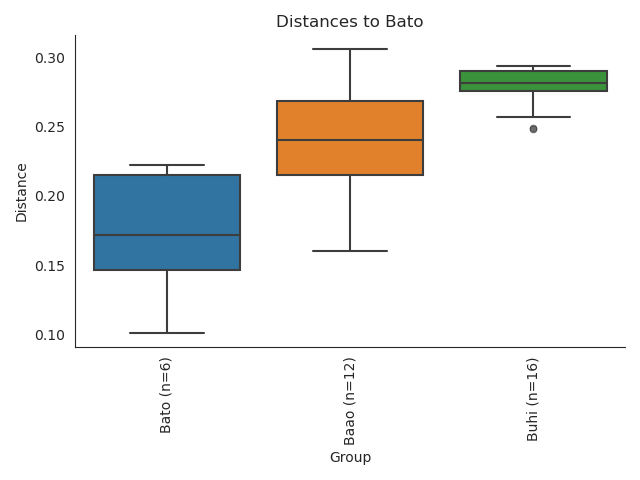 Distances to Bato
Distance
0.30
0.25
0.20
0.15
0.10
Bato (n=6)
Baao (n=12)
Buhi (n=16)
Group